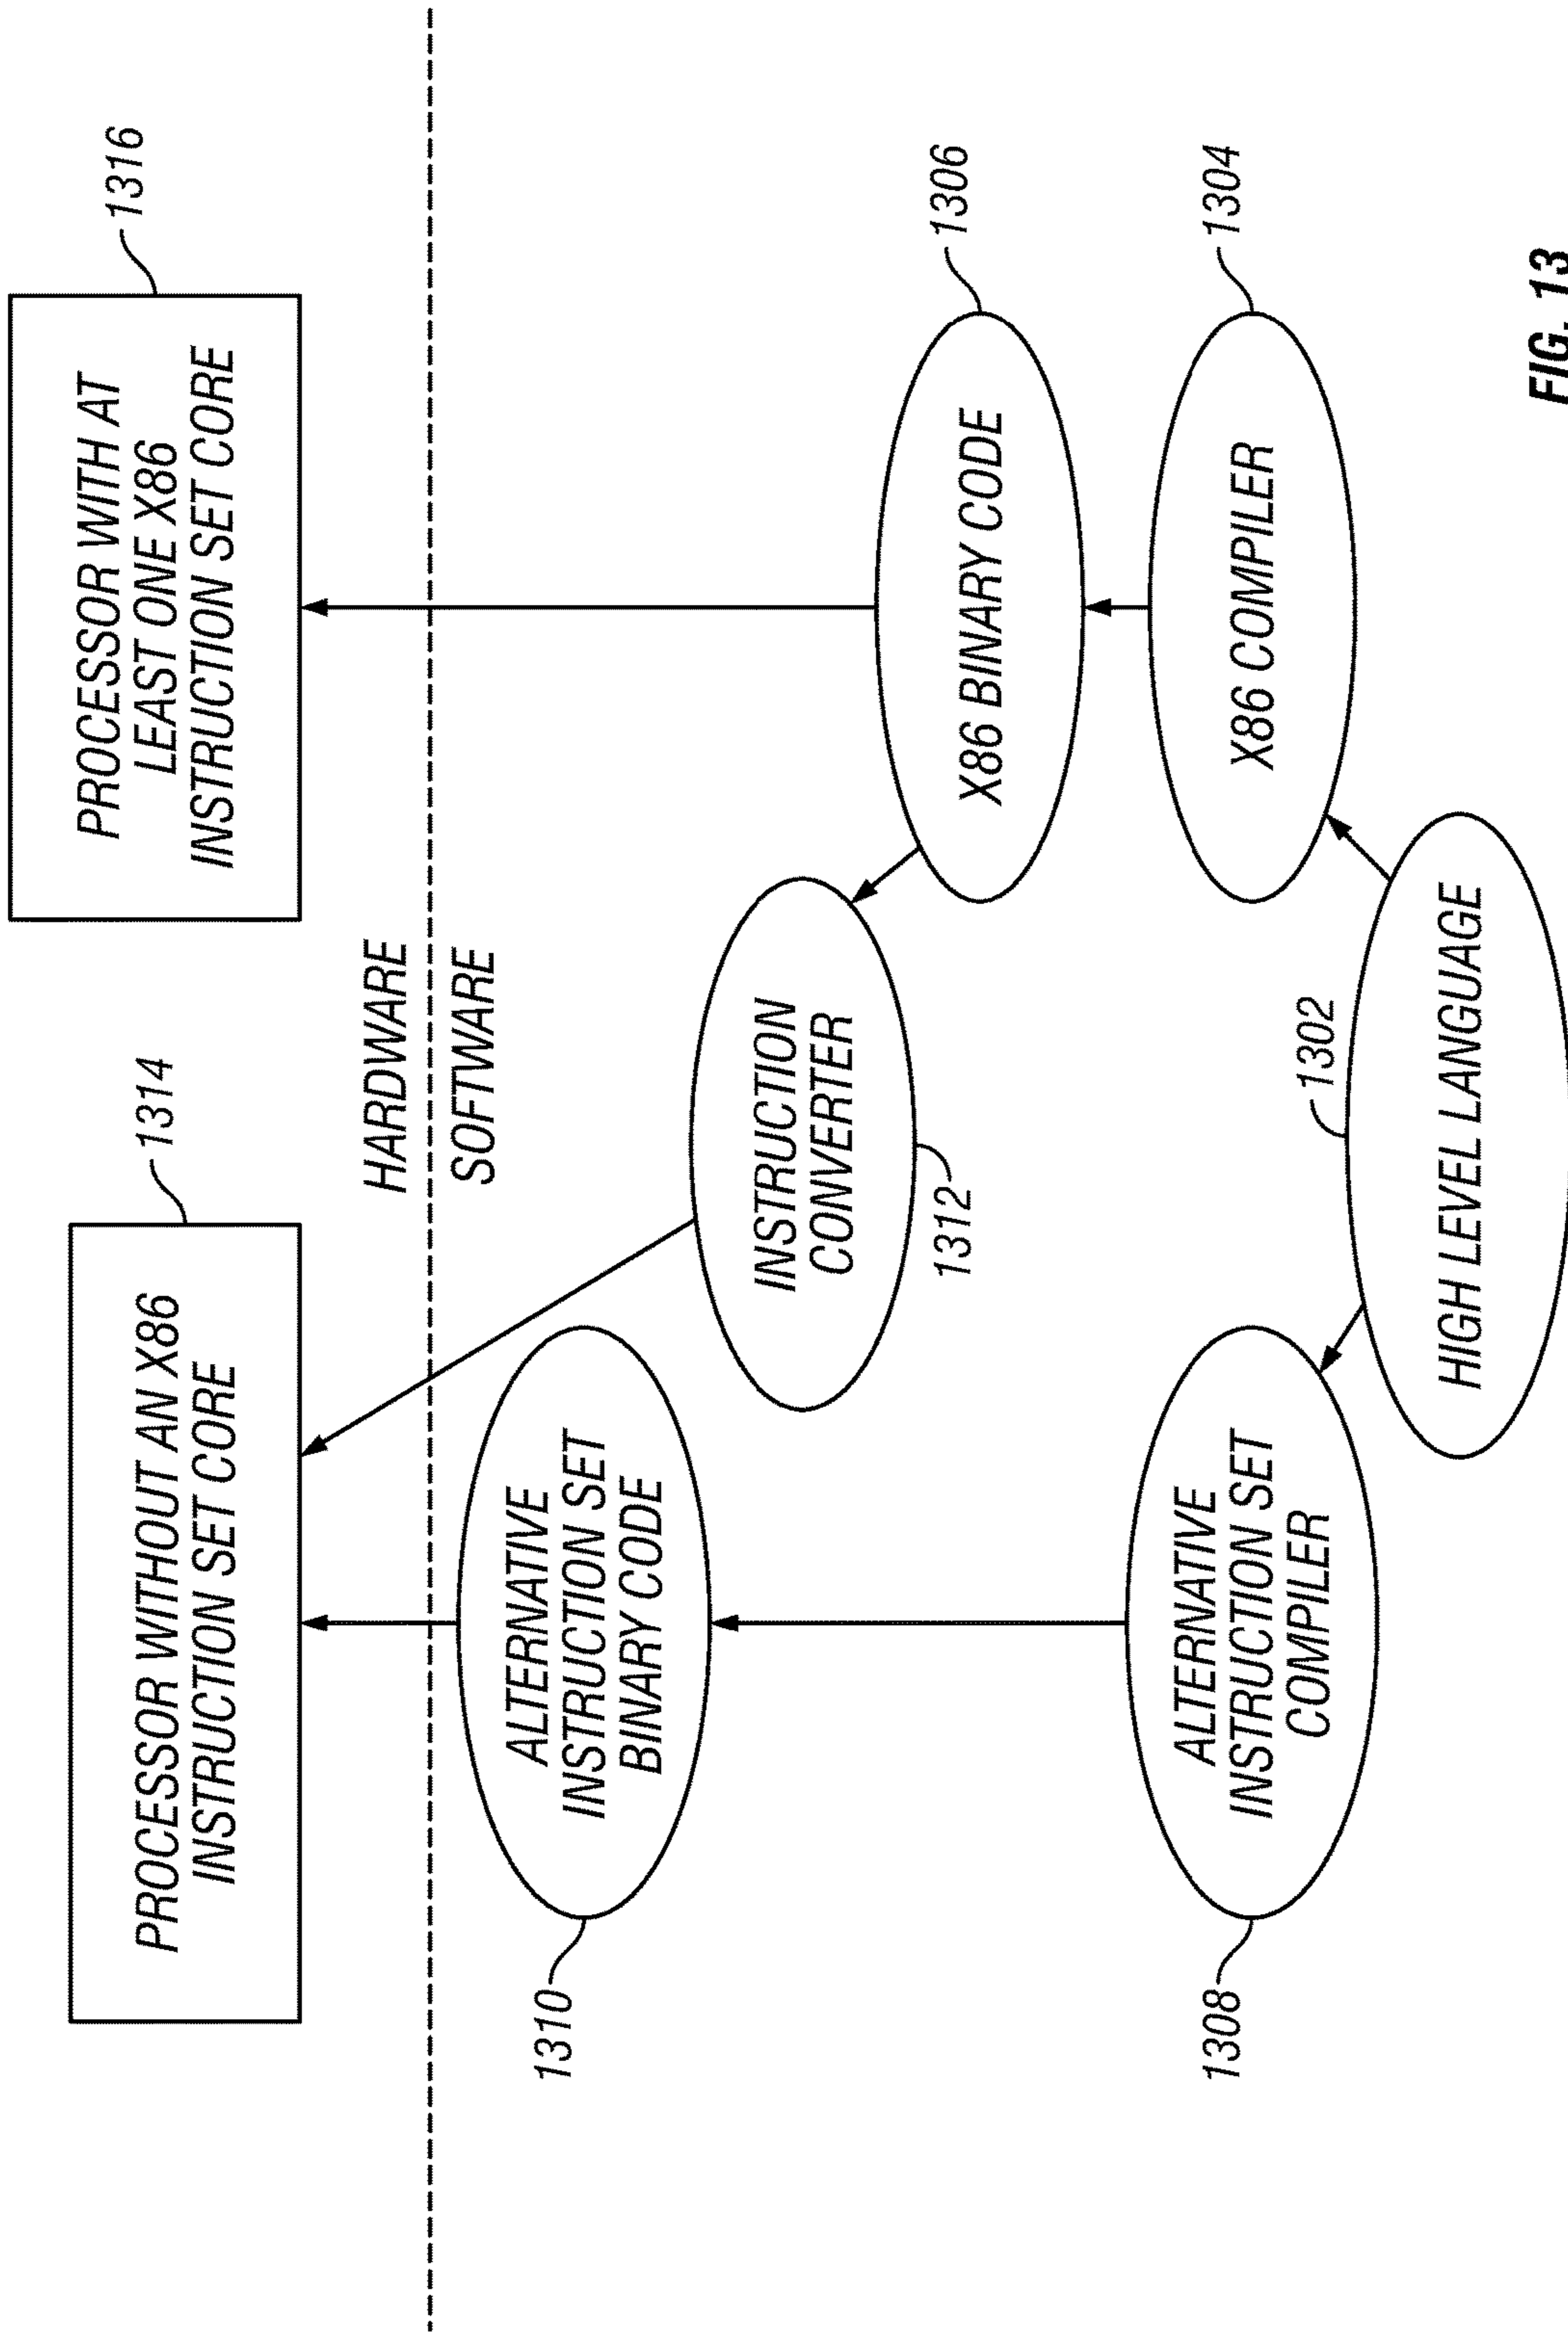 PROCESSOR WITHOUT AN X86
INSTRUCTION SET CORE
1314
PROCESSOR WITH AT
LEAST ONE X86
INSTRUCTION SET CORE
1316
HARDWARE
SOFTWARE
1310
ALTERNATIVE
INSTRUCTION SET
BINARY CODE
INSTRUCTION
CONVERTER
1312
X86 BINARY CODE
1306
1308
ALTERNATIVE
INSTRUCTION SET
COMPILER
X86 COMPILER
1304
1302
HIGH LEVEL LANGUAGE
FIG. 13